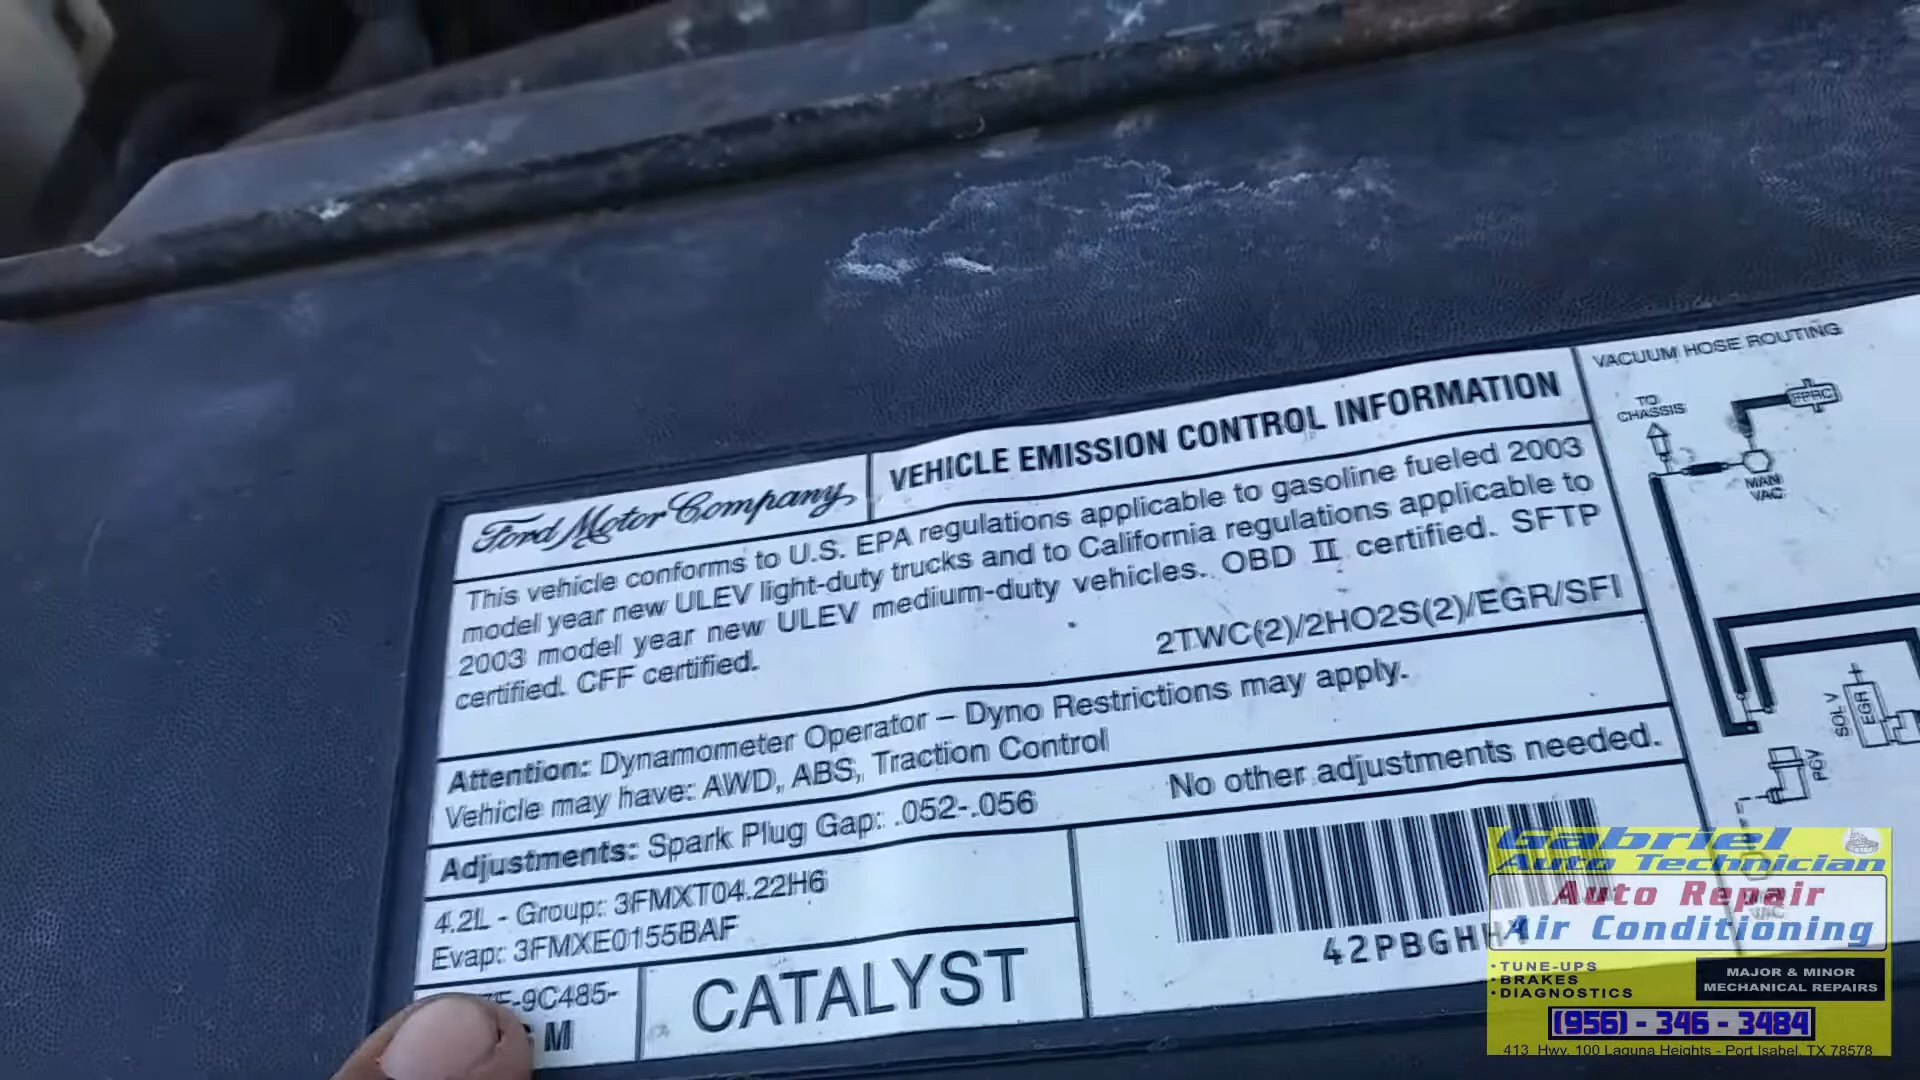 Ford Motor Company
VEHICLE EMISSION CONTROL INFORMATION
This vehicle conforms to U.S. EPA regulations applicable to gasoline fueled 2003
model year new ULEV light-duty trucks and to California regulations applicable to
2003 model year new ULEV medium-duty vehicles. OBD II certified. SFTP
certified. CFF certified.
2TWC(2)/2HO2S(2)/EGR/SFI
Attention: Dynamometer Operator – Dyno Restrictions may apply.
Vehicle may have: AWD, ABS, Traction Control
Adjustments: Spark Plug Gap: .052-.056
No other adjustments needed.
4.2L - Group: 3FMXT04.22H6
Evap: 3FMXE0155BAF
-9C485-
M
CATALYST
42PBGH
VACUUM HOSE ROUTING
TO
CHASSIS
FPRC
MAN
VAC
SOL V
EGR
PCV
Gabriel
Auto Technician
Auto Repair
Air Conditioning
•TUNE-UPS
•BRAKES
•DIAGNOSTICS
MAJOR & MINOR
MECHANICAL REPAIRS
(956) - 346 - 3484
413 Hwy. 100 Laguna Heights - Port Isabel, TX 78578